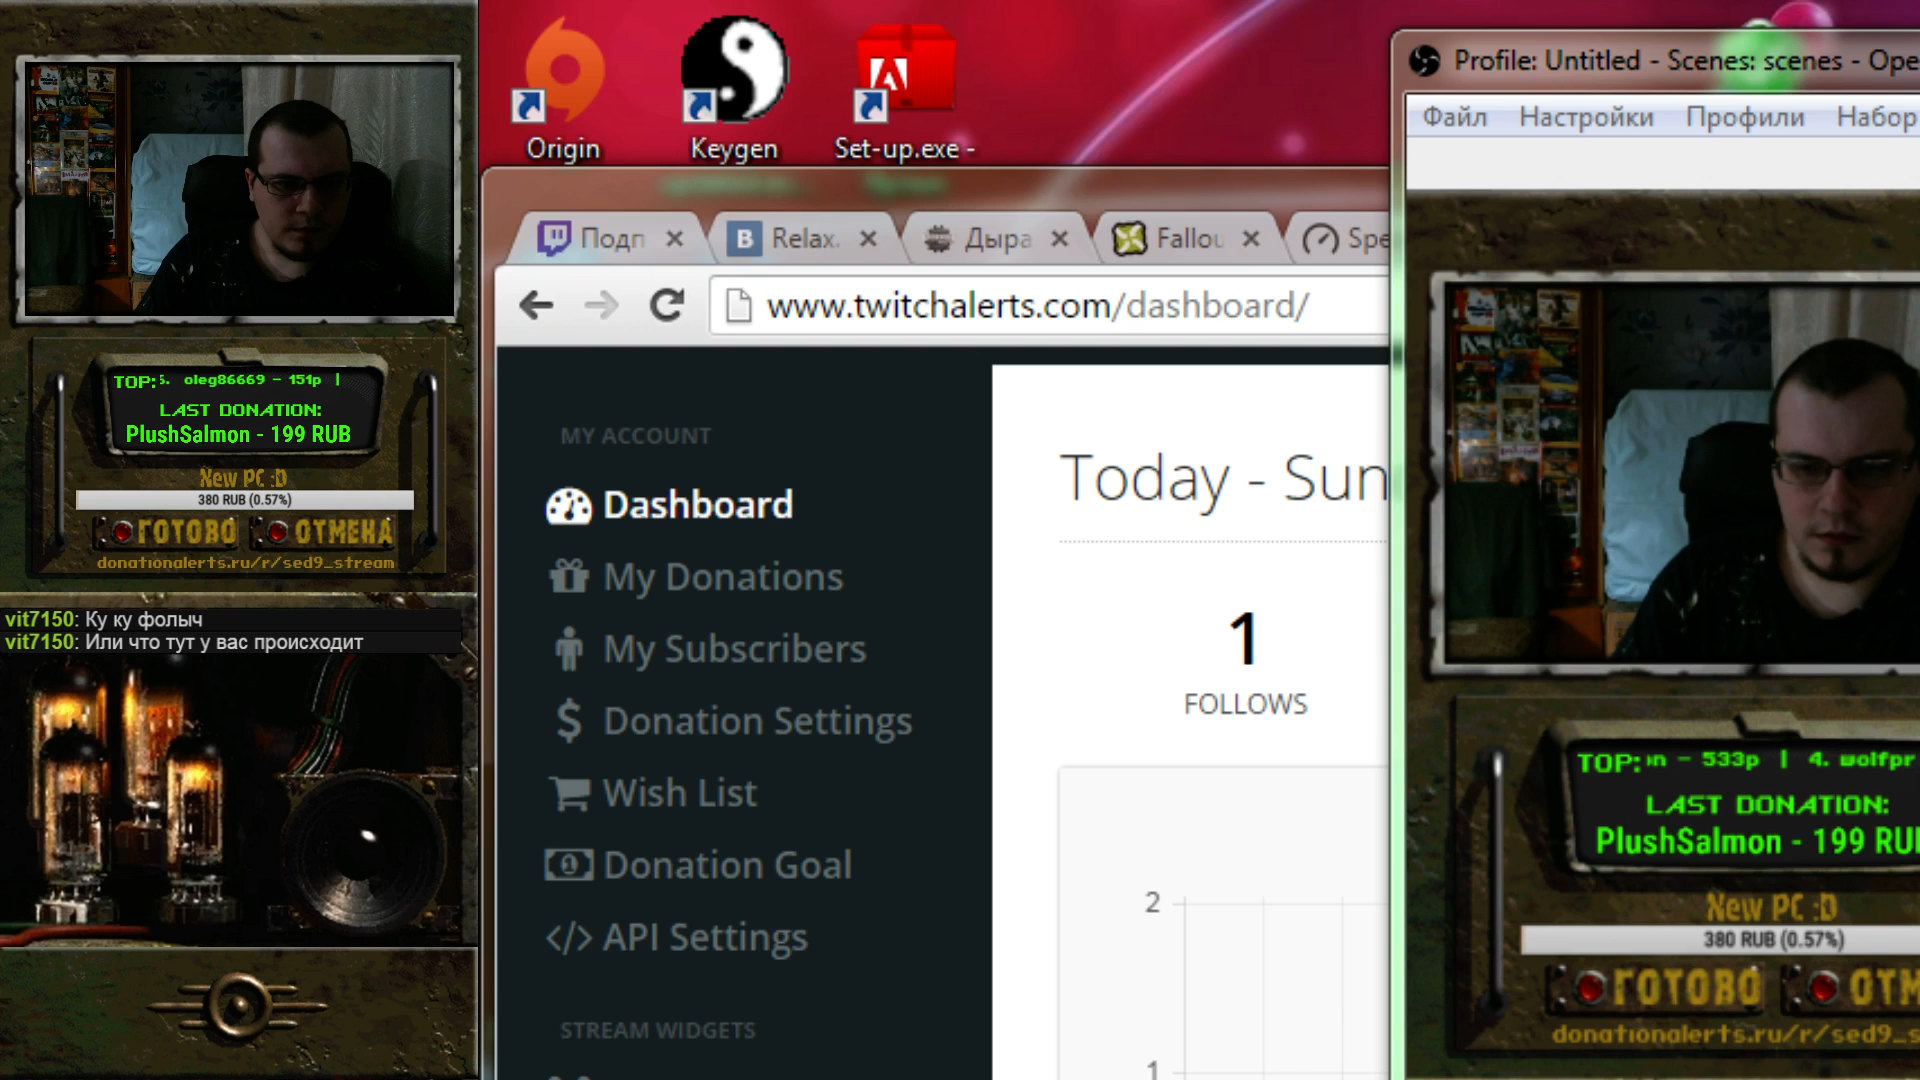 TOP: 5. oleg86669 - 151p |
LAST DONATION:
PlushSalmon - 199 RUB
New PC :D
380 RUB (0.57%)
ГОТОВО ОТМЕНА
donationalerts.ru/r/sed9_stream
vit7150: Ку ку фолыч
vit7150: Или что тут у вас происходит
Origin
Keygen
Set-up.exe -
Подп
Relax.
Дыра
Fallou
Spe
www.twitchalerts.com/dashboard/
MY ACCOUNT
Dashboard
My Donations
My Subscribers
Donation Settings
Wish List
Donation Goal
API Settings
STREAM WIDGETS
Today - Sun
1
FOLLOWS
2
1
Profile: Untitled - Scenes: scenes - Ope
Файл Настройки Профили Набор
TOP: in - 533p | 4. wolfpr
LAST DONATION:
PlushSalmon - 199 RU
New PC :D
380 RUB (0.57%)
ГОТОВО ОТМ
donationalerts.ru/r/sed9_s